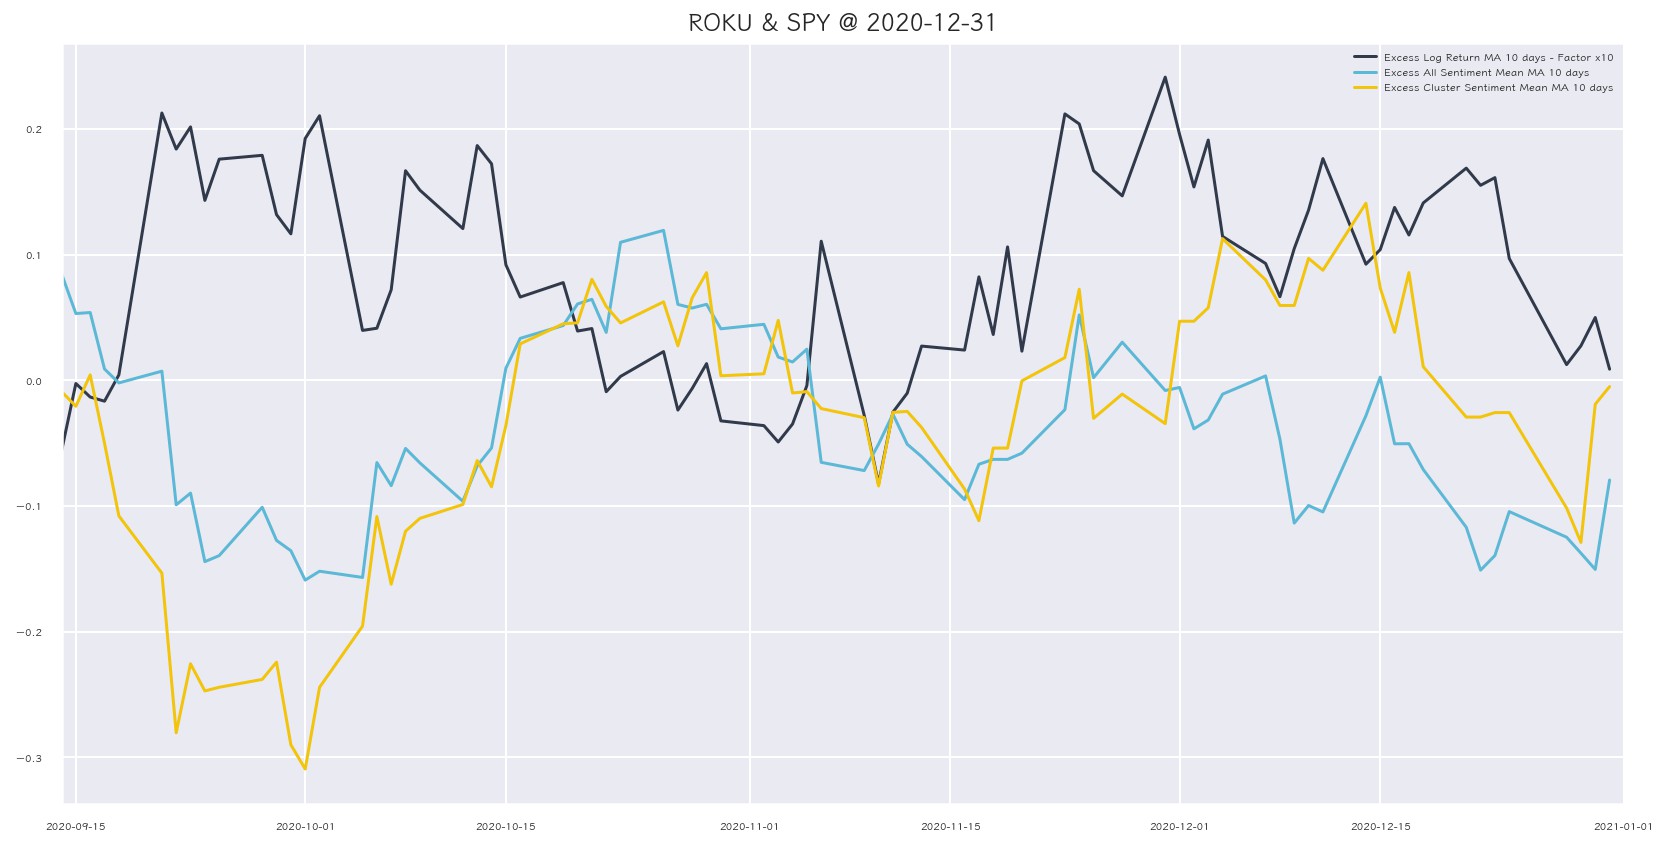 ROKU & SPY @ 2020-12-31
Excess Log Return MA 10 days - Factor x10
Excess All Sentiment Mean MA 10 days
Excess Cluster Sentiment Mean MA 10 days
0.2
0.1
0.0
−0.1
−0.2
−0.3
2020-09-15 2020-10-01 2020-10-15 2020-11-01 2020-11-15 2020-12-01 2020-12-15 2021-01-01